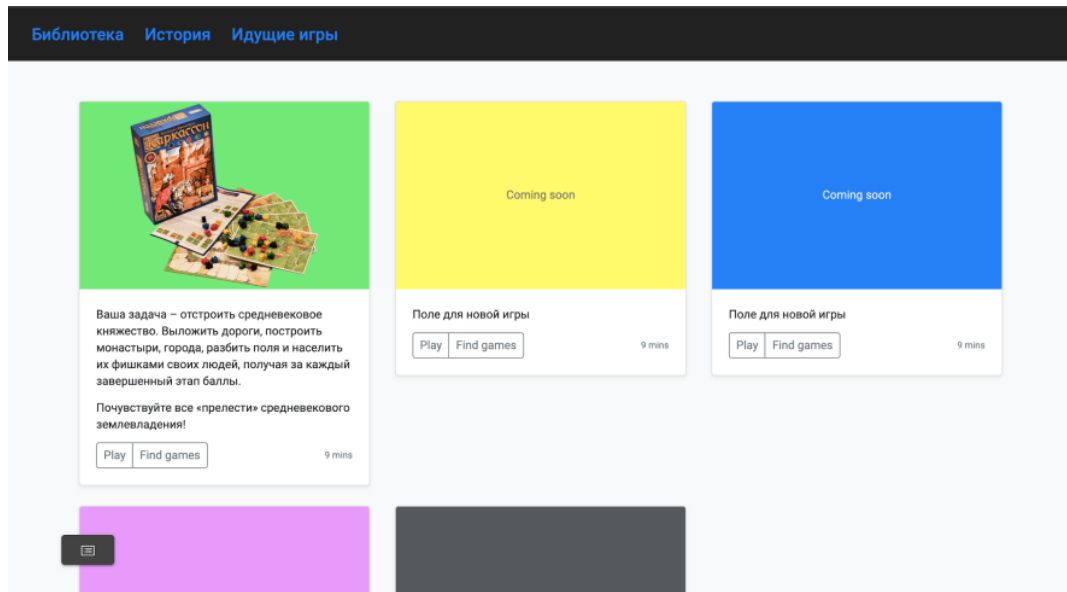 Библиотека История Идущие игры
Каркассон
Coming soon
Coming soon
Ваша задача – отстроить средневековое
княжество. Выложить дороги, построить
монастыри, города, разбить поля и населить
их фишками своих людей, получая за каждый
завершенный этап баллы.
Почувствуйте все «прелести» средневекового
землевладения!
Play Find games 9 mins
Поле для новой игры
Play Find games 9 mins
Поле для новой игры
Play Find games 9 mins